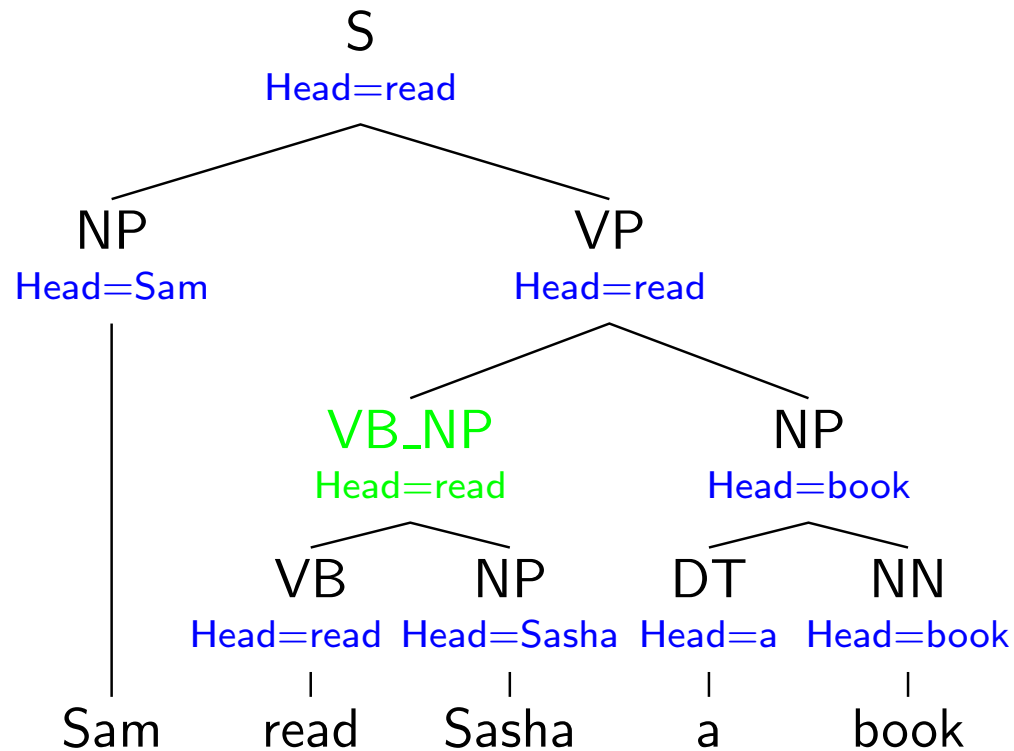 S
Head=read
NP VP
Head=Sam Head=read
VB_NP NP
Head=read Head=book
VB NP DT NN
Head=read Head=Sasha Head=a Head=book
Sam read Sasha a book